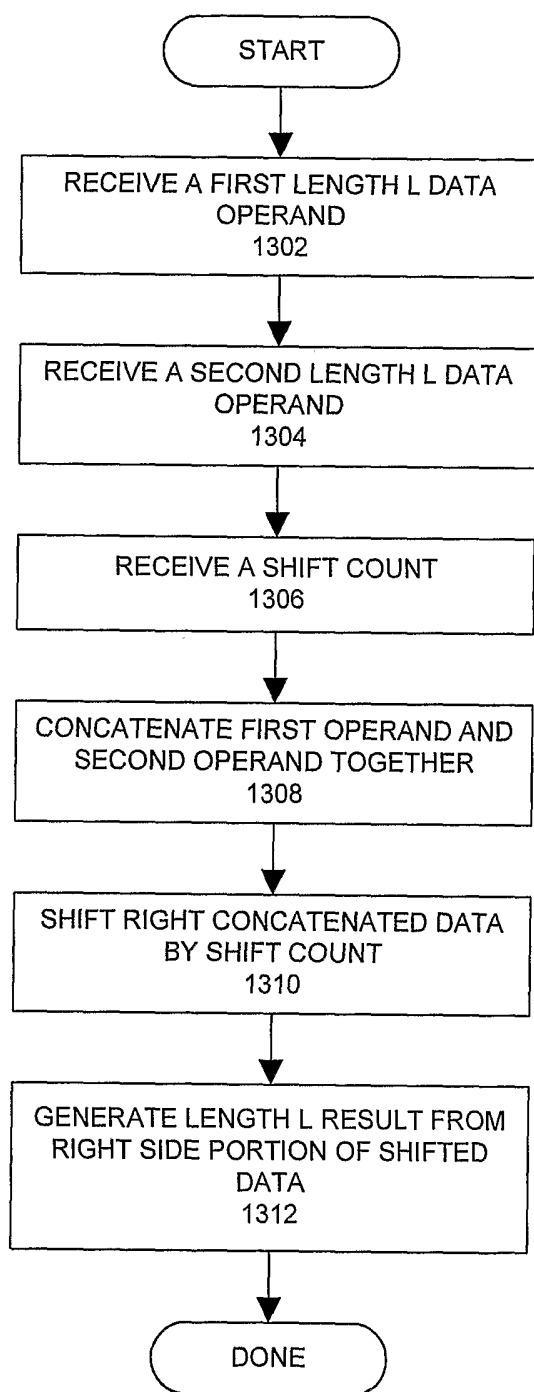 START
RECEIVE A FIRST LENGTH L DATA
OPERAND
1302
RECEIVE A SECOND LENGTH L DATA
OPERAND
1304
RECEIVE A SHIFT COUNT
1306
CONCATENATE FIRST OPERAND AND
SECOND OPERAND TOGETHER
1308
SHIFT RIGHT CONCATENATED DATA
BY SHIFT COUNT
1310
GENERATE LENGTH L RESULT FROM
RIGHT SIDE PORTION OF SHIFTED
DATA
1312
DONE